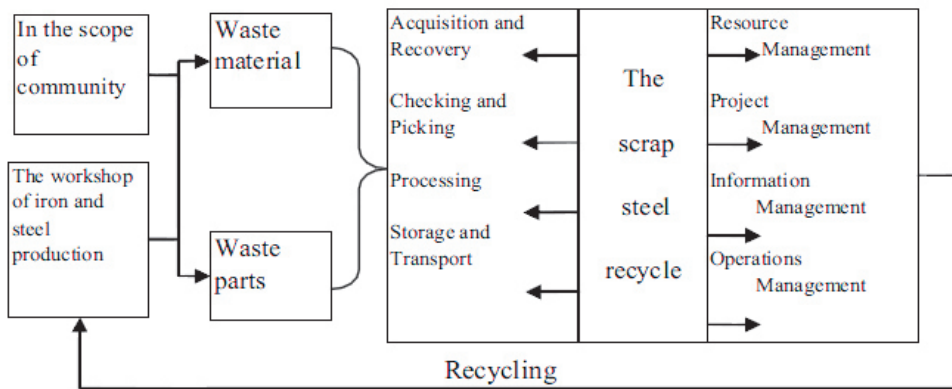 In the scope
of
community
The workshop
of iron and
steel
production
Waste
material
Waste
parts
Acquisition and
Recovery
Checking and
Picking
Processing
Storage and
Transport
The
scrap
steel
recycle
Resource
Management
Project
Management
Information
Management
Operations
Management
Recycling